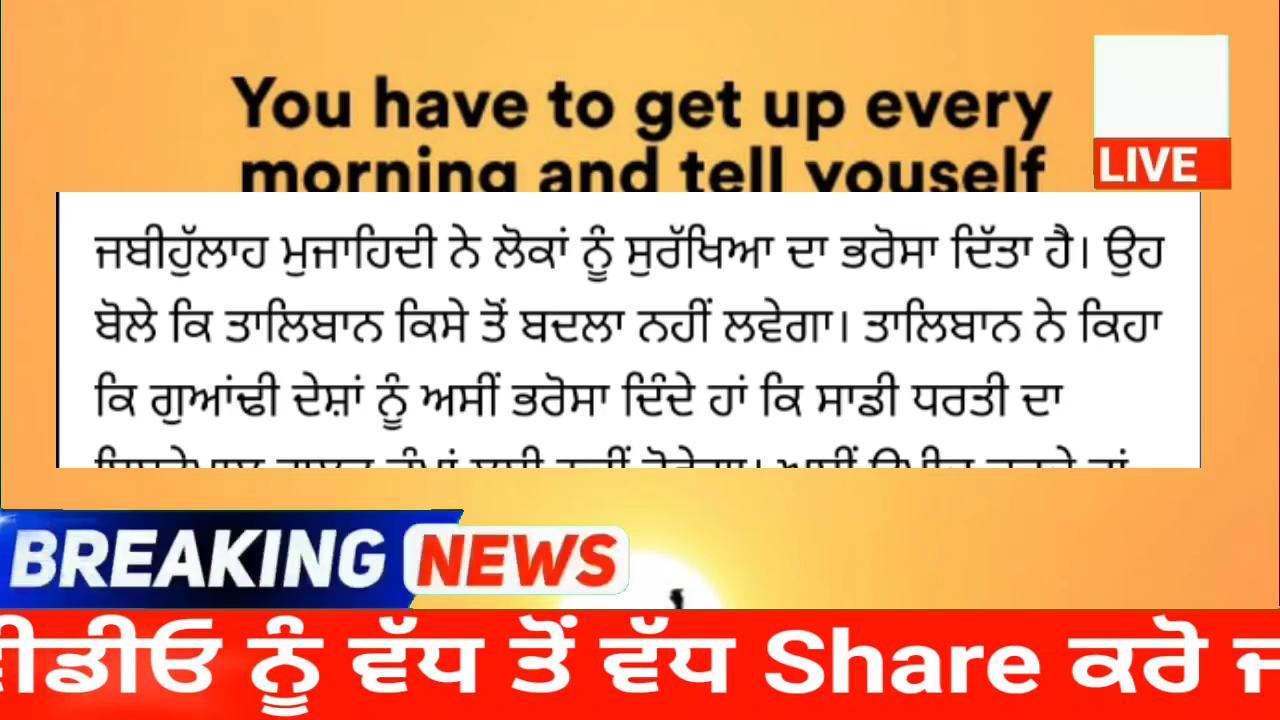 You have to get up every
morning and tell youself
LIVE
ਜਬੀਹੁੱਲਾਹ ਮੁਜਾਹਿਦੀ ਨੇ ਲੋਕਾਂ ਨੂੰ ਸੁਰੱਖਿਆ ਦਾ ਭਰੋਸਾ ਦਿੱਤਾ ਹੈ। ਉਹ
ਬੋਲੇ ਕਿ ਤਾਲਿਬਾਨ ਕਿਸੇ ਤੋਂ ਬਦਲਾ ਨਹੀਂ ਲਵੇਗਾ। ਤਾਲਿਬਾਨ ਨੇ ਕਿਹਾ
ਕਿ ਗੁਆਂਢੀ ਦੇਸ਼ਾਂ ਨੂੰ ਅਸੀਂ ਭਰੋਸਾ ਦਿੰਦੇ ਹਾਂ ਕਿ ਸਾਡੀ ਧਰਤੀ ਦਾ
BREAKING NEWS
ਨੂੰ ਵੱਧ ਤੋਂ ਵੱਧ Share ਕਰੋ